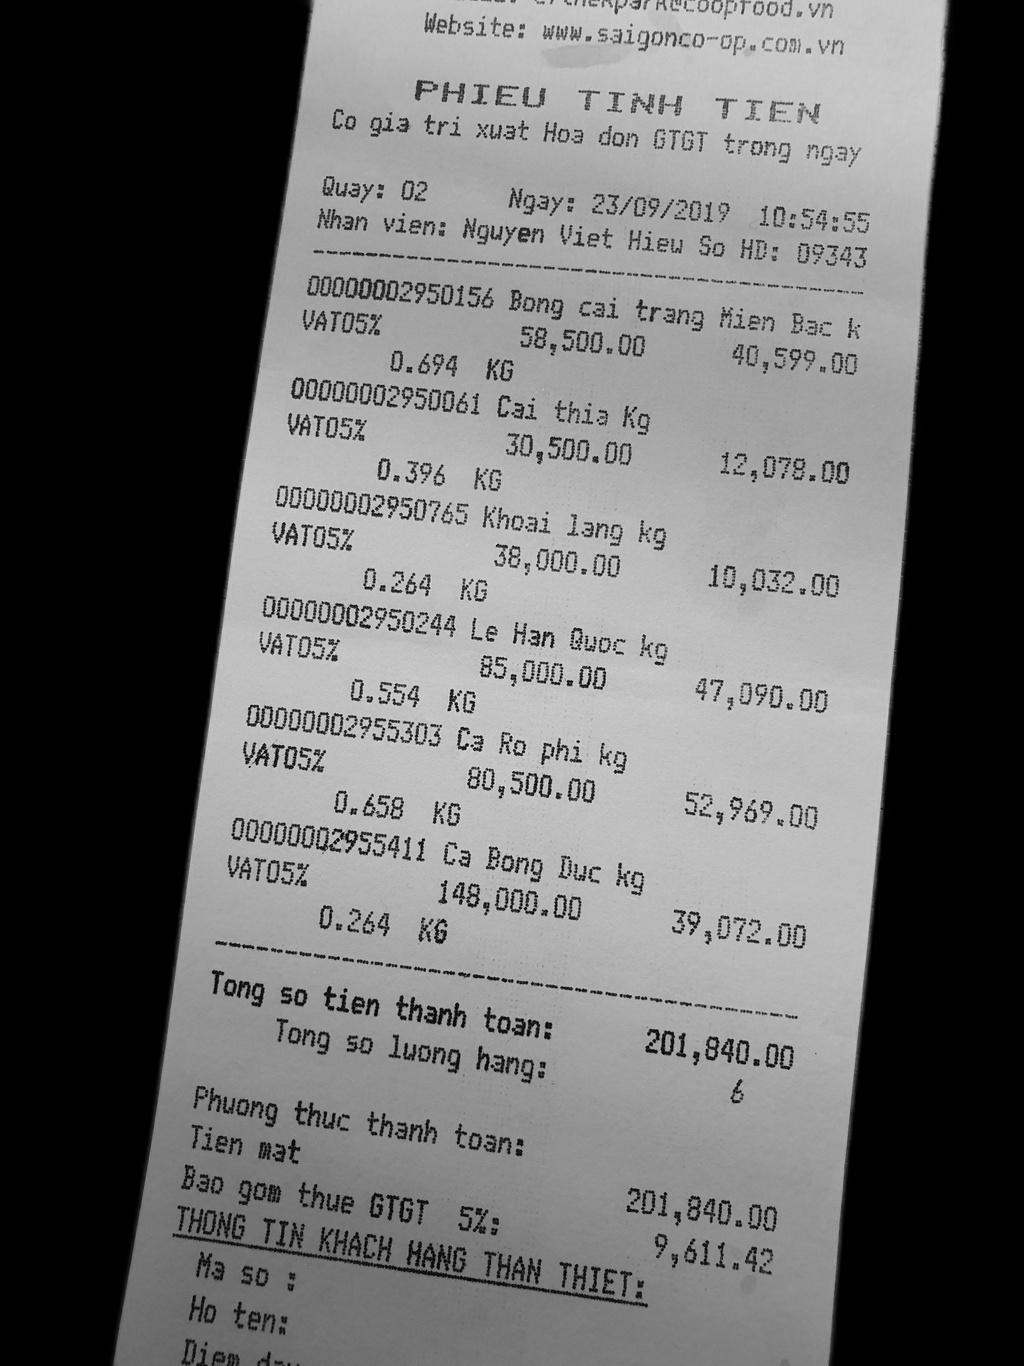 Website: www.saigonco-op.com.vn
PHIEU TINH TIEN
Co gia tri xuat Hoa don GTGT trong ngay
Quay: 02 Ngay: 23/09/2019 10:54:55
Nhan vien: Nguyen Viet Hieu So HD: 09343
00000002950156 Bong cai trang Mien Bac k
VAT05% 58,500.00 40,599.00
0.694 KG
00000002950061 Cai thia Kg
VAT05% 30,500.00 12,078.00
0.396 KG
00000002950765 Khoai lang kg
VAT05% 38,000.00 10,032.00
0.264 KG
00000002950244 Le Han Quoc kg
VAT05% 85,000.00 47,090.00
0.554 KG
00000002955303 Ca Ro phi kg
VAT05% 80,500.00 52,969.00
0.658 KG
00000002955411 Ca Bong Duc kg
VAT05% 148,000.00 39,072.00
0.264 KG
Tong so tien thanh toan: 201,840.00
Tong so luong hang: 6
Phuong thuc thanh toan:
Tien mat 201,840.00
Bao gom thue GTGT 5%: 9,611.42
THONG TIN KHACH HANG THAN THIET:
Ma so :
Ho ten:
Diem